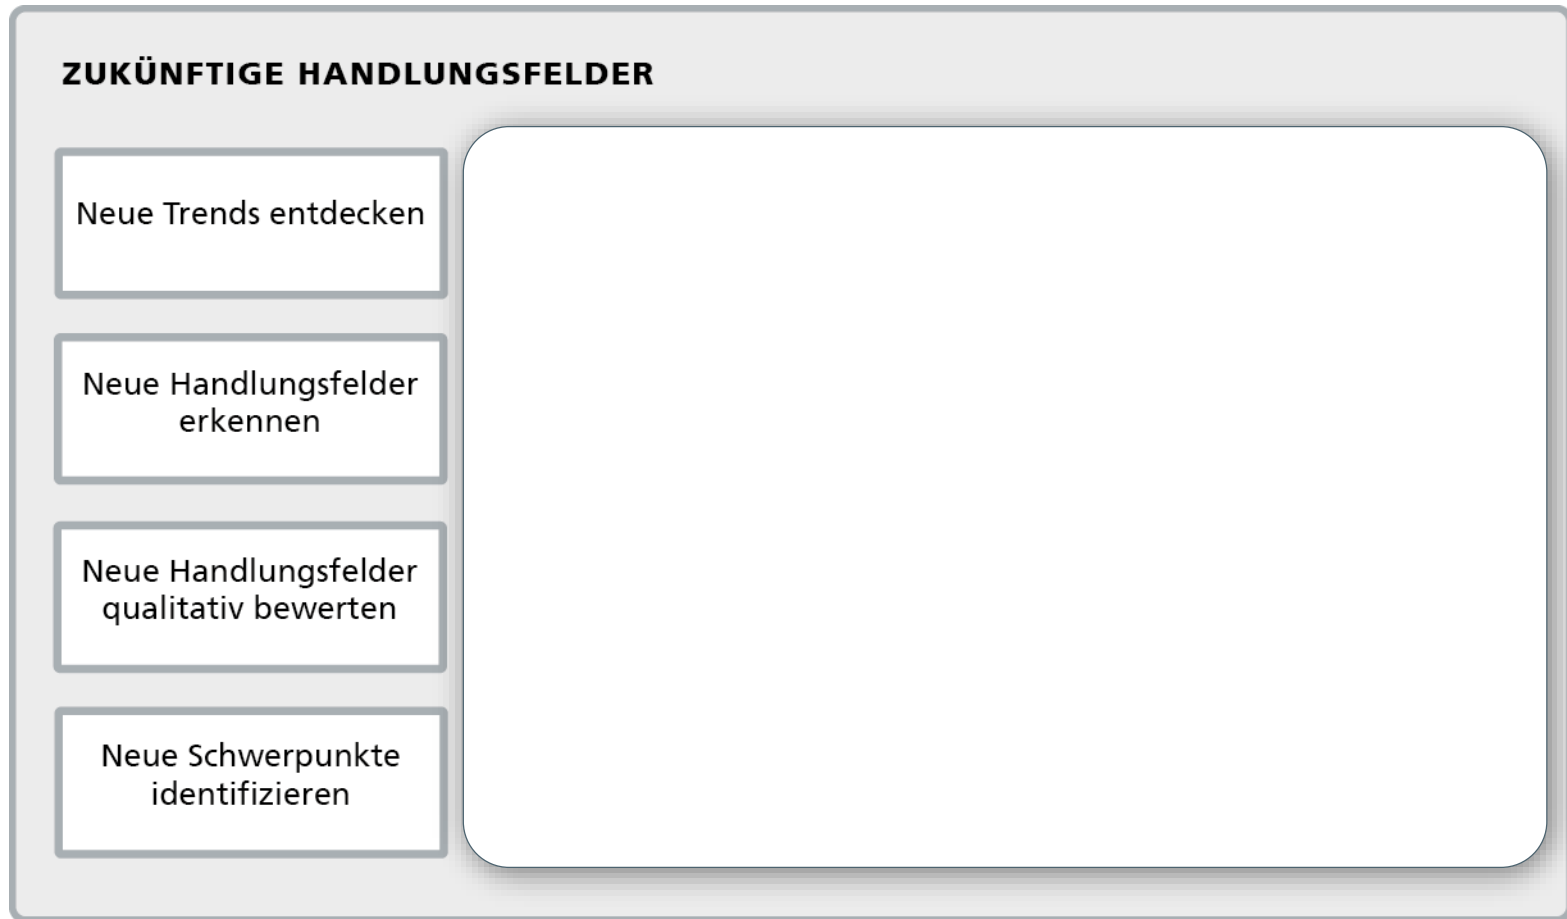 ZUKÜNFTIGE HANDLUNGSFELDER
Neue Trends entdecken
Neue Handlungsfelder
erkennen
Neue Handlungsfelder
qualitativ bewerten
Neue Schwerpunkte
identifizieren